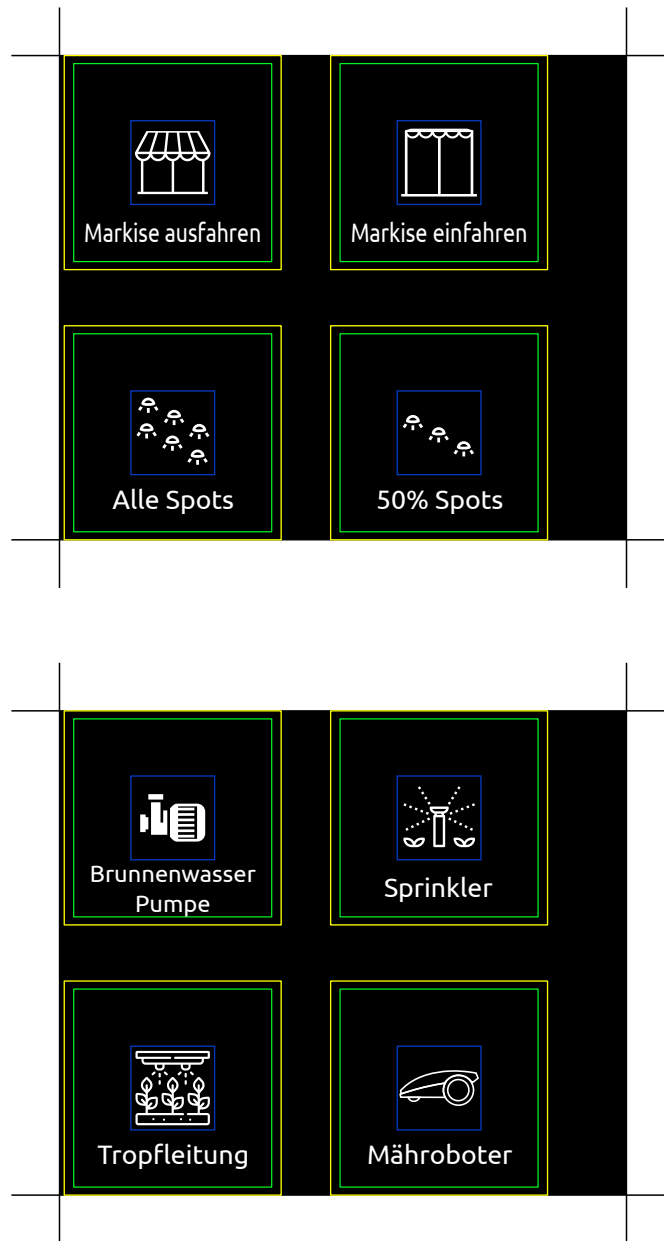 Markise ausfahren
Markise einfahren
Alle Spots
50% Spots
Brunnenwasser
Pumpe
Sprinkler
Tropfleitung
Mähroboter